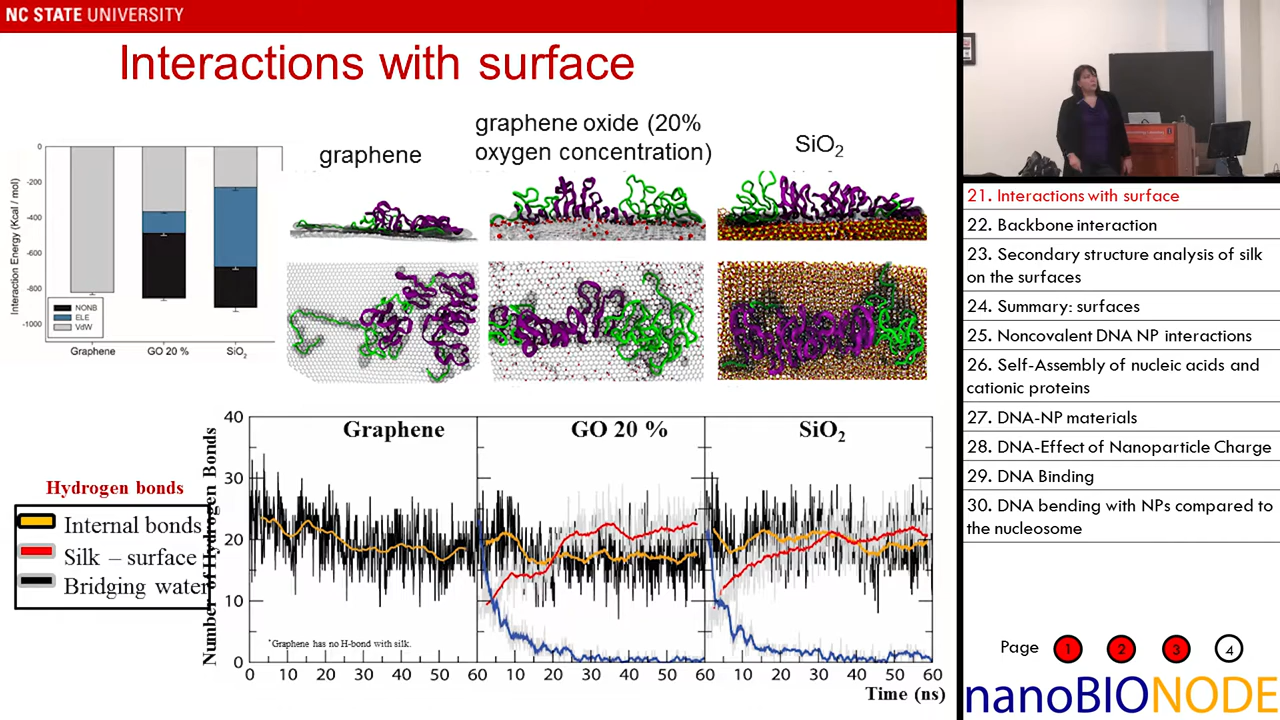 NC STATE UNIVERSITY
Interactions with surface
graphene
graphene oxide (20%
oxygen concentration)
SiO₂
Interaction Energy (Kcal / mol)
0
-200
-400
-600
-800
-1000
NONB
ELE
VdW
Graphene
GO 20 %
SiO₂
Hydrogen bonds
Internal bonds
Silk – surface
Bridging water
Number of Hydrogen Bonds
40
30
20
10
0
Graphene
GO 20 %
SiO₂
*Graphene has no H-bond with silk.
0 10 20 30 40 50 60 10 20 30 40 50 60 10 20 30 40 50 60
Time (ns)
21. Interactions with surface
22. Backbone interaction
23. Secondary structure analysis of silk
on the surfaces
24. Summary: surfaces
25. Noncovalent DNA NP interactions
26. Self-Assembly of nucleic acids and
cationic proteins
27. DNA-NP materials
28. DNA-Effect of Nanoparticle Charge
29. DNA Binding
30. DNA bending with NPs compared to
the nucleosome
Page 1 2 3 4
nanoBIONODE